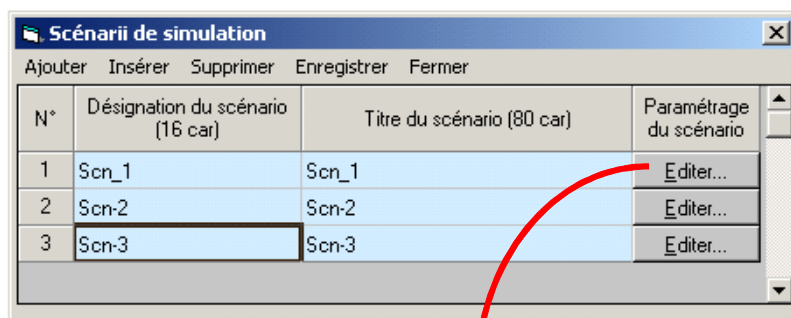 Scénarii de simulation
Ajouter Insérer Supprimer Enregistrer Fermer
N° Désignation du scénario (16 car) Titre du scénario (80 car) Paramétrage du scénario
1 Scn_1 Scn_1 Editer...
2 Scn-2 Scn-2 Editer...
3 Scn-3 Scn-3 Editer...